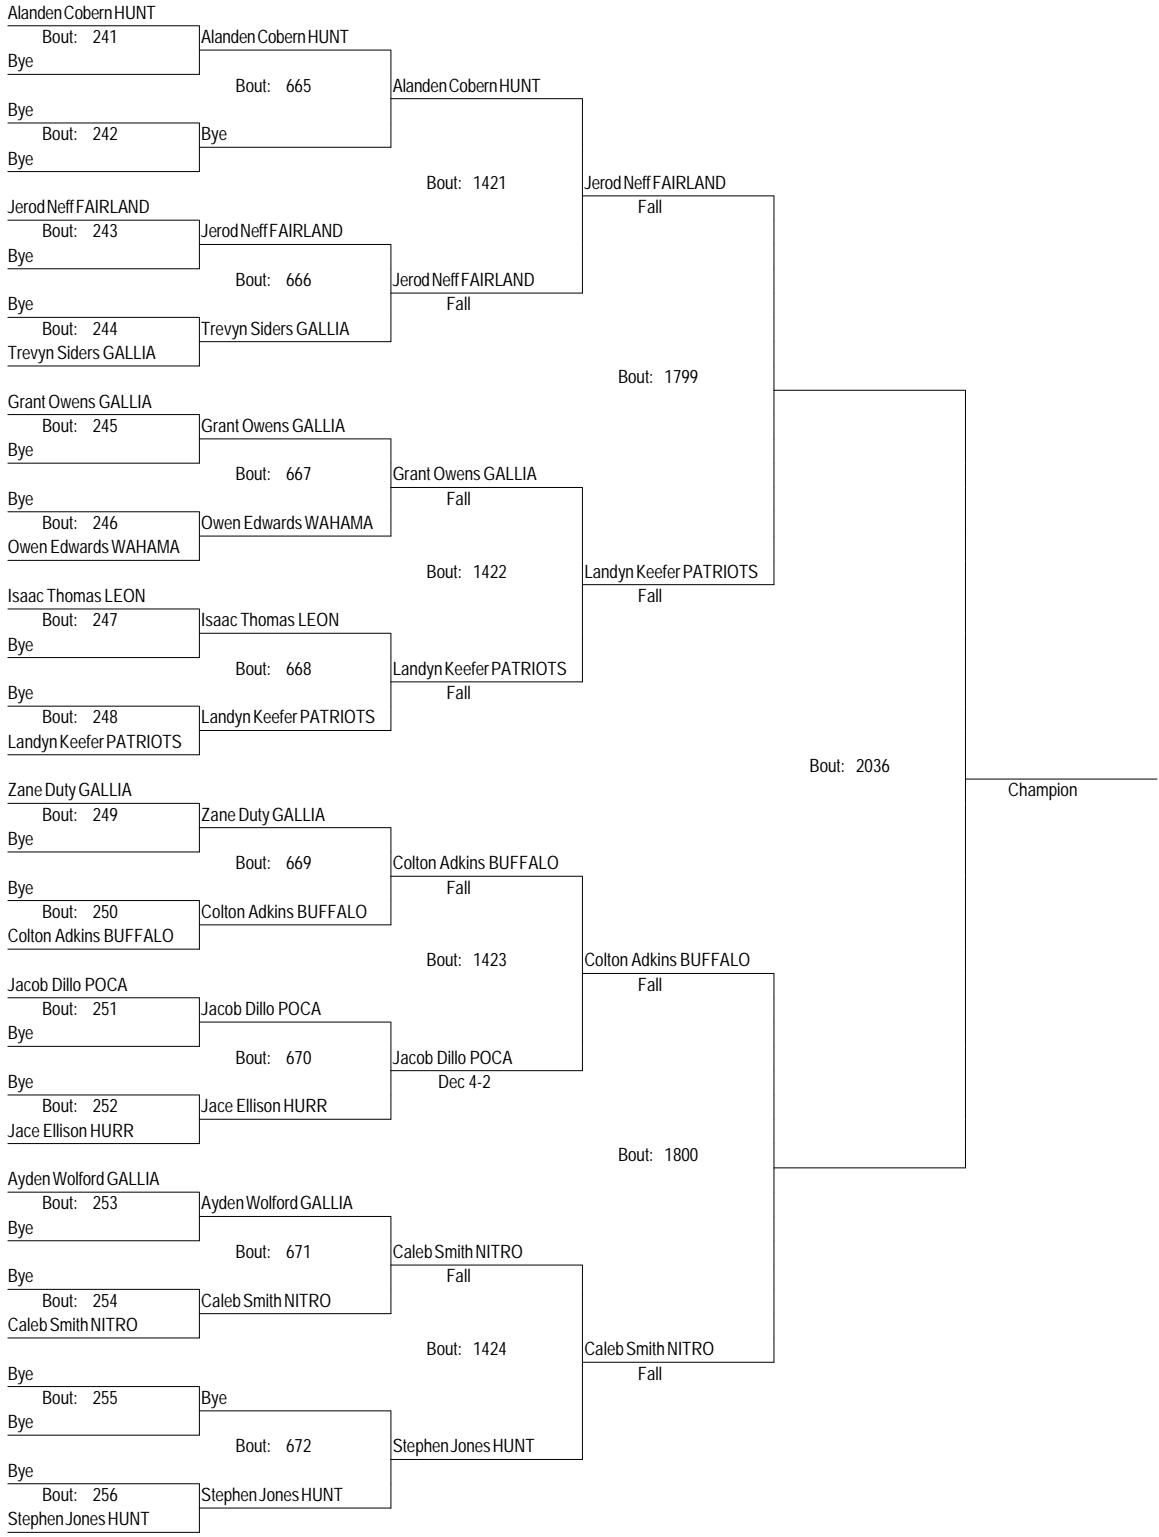 Alanden Cobern HUNT
Bout: 241
Alanden Cobern HUNT
Bye
Bout: 665
Alanden Cobern HUNT
Bye
Bout: 242
Bye
Bye
Bout: 1421
Jerod Neff FAIRLAND
Fall
Jerod Neff FAIRLAND
Bout: 243
Jerod Neff FAIRLAND
Bye
Bout: 666
Jerod Neff FAIRLAND
Fall
Bye
Bout: 244
Trevyn Siders GALLIA
Trevyn Siders GALLIA
Bout: 1799
Grant Owens GALLIA
Bout: 245
Grant Owens GALLIA
Bye
Bout: 667
Grant Owens GALLIA
Fall
Bye
Bout: 246
Owen Edwards WAHAMA
Owen Edwards WAHAMA
Bout: 1422
Landyn Keefer PATRIOTS
Fall
Isaac Thomas LEON
Bout: 247
Isaac Thomas LEON
Bye
Bout: 668
Landyn Keefer PATRIOTS
Fall
Bye
Bout: 248
Landyn Keefer PATRIOTS
Landyn Keefer PATRIOTS
Bout: 2036
Champion
Zane Duty GALLIA
Bout: 249
Zane Duty GALLIA
Bye
Bout: 669
Colton Adkins BUFFALO
Fall
Bye
Bout: 250
Colton Adkins BUFFALO
Colton Adkins BUFFALO
Bout: 1423
Colton Adkins BUFFALO
Fall
Jacob Dillo POCA
Bout: 251
Jacob Dillo POCA
Bye
Bout: 670
Jacob Dillo POCA
Dec 4-2
Bye
Bout: 252
Jace Ellison HURR
Jace Ellison HURR
Bout: 1800
Ayden Wolford GALLIA
Bout: 253
Ayden Wolford GALLIA
Bye
Bout: 671
Caleb Smith NITRO
Fall
Bye
Bout: 254
Caleb Smith NITRO
Caleb Smith NITRO
Bout: 1424
Caleb Smith NITRO
Fall
Bye
Bout: 255
Bye
Bye
Bout: 672
Stephen Jones HUNT
Bye
Bout: 256
Stephen Jones HUNT
Stephen Jones HUNT